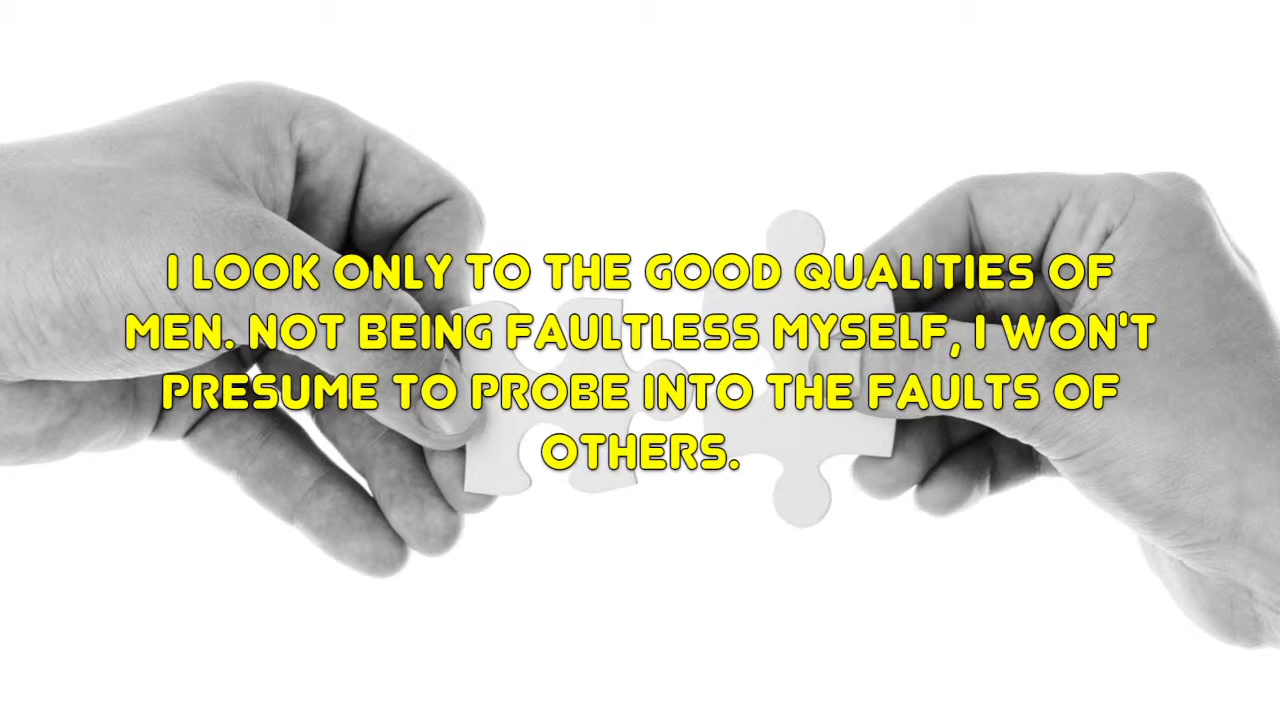 I LOOK ONLY TO THE GOOD QUALITIES OF
MEN. NOT BEING FAULTLESS MYSELF, I WON'T
PRESUME TO PROBE INTO THE FAULTS OF
OTHERS.